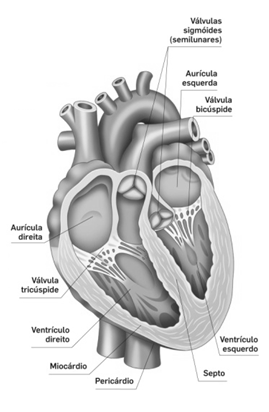 Válvulas
sigmóides
(semilunares)
Aurícula
esquerda
Válvula
bicúspide
Aurícula
direita
Válvula
tricúspide
Ventrículo
direito
Miocárdio
Pericárdio
Septo
Ventrículo
esquerdo